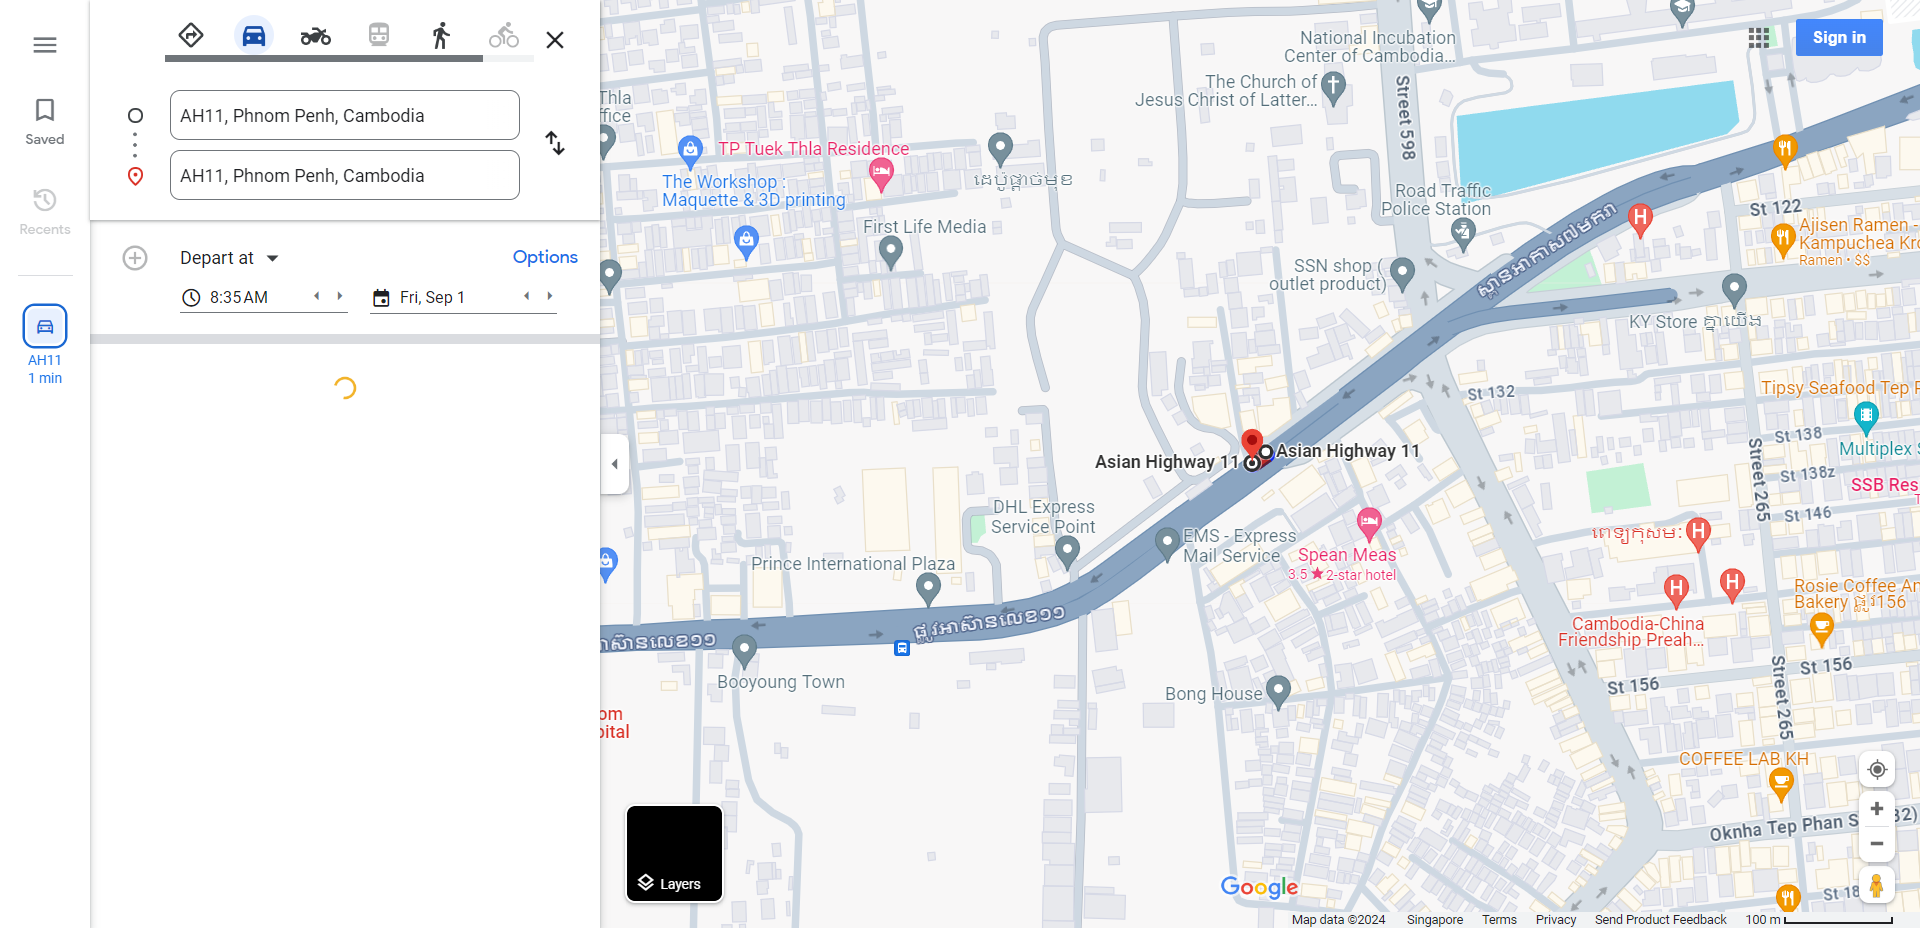 Saved
Recents
AH11
1 min
AH11, Phnom Penh, Cambodia
AH11, Phnom Penh, Cambodia
Depart at
Options
8:35 AM
Fri, Sep 1
Layers
Sign in
National Incubation
Center of Cambodia...
The Church of
Jesus Christ of Latter...
Street 598
Thla
ffice
TP Tuek Thla Residence
The Workshop :
Maquette & 3D printing
ដេប៉ូផ្ដាច់មុខ
First Life Media
Road Traffic
Police Station
St 122
Ajisen Ramen -
Kampuchea Kro
Ramen • $$
ស្ពានអាកាស៧មករា
SSN shop (
outlet product)
KY Store គ្នាយើង
St 132
Tipsy Seafood Tep P
St 138
Multiplex S
Street 265
St 138z
SSB Res
St 146
Asian Highway 11
Asian Highway 11
DHL Express
Service Point
EMS - Express
Mail Service
Spean Meas
3.5 ★ 2-star hotel
ពេទ្យកុសមៈ
Prince International Plaza
Rosie Coffee An
Bakery ផ្លូវ156
Cambodia-China
Friendship Preah...
ផ្លូវអាស៊ានលេខ១១
អាស៊ានលេខ១១
Booyoung Town
Bong House
St 156
St 156
Street 265
om
pital
COFFEE LAB KH
Oknha Tep Phan S
32)
St 18
Google
Map data ©2024
Singapore
Terms
Privacy
Send Product Feedback
100 m